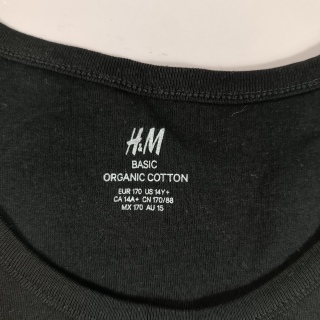 H&M
BASIC
ORGANIC COTTON
EUR 170 US 14Y+
CA 14A+ CN 170/88
MX 170 AU 15